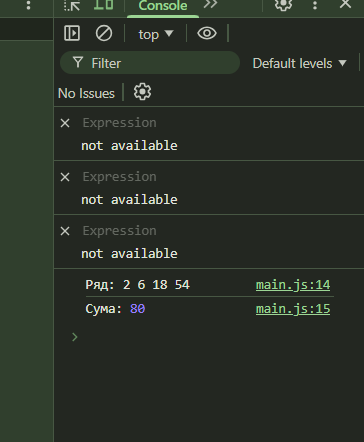 Console
top
Filter
Default levels
No Issues
Expression
not available
Expression
not available
Expression
not available
Ряд: 2 6 18 54 main.js:14
Сума: 80 main.js:15